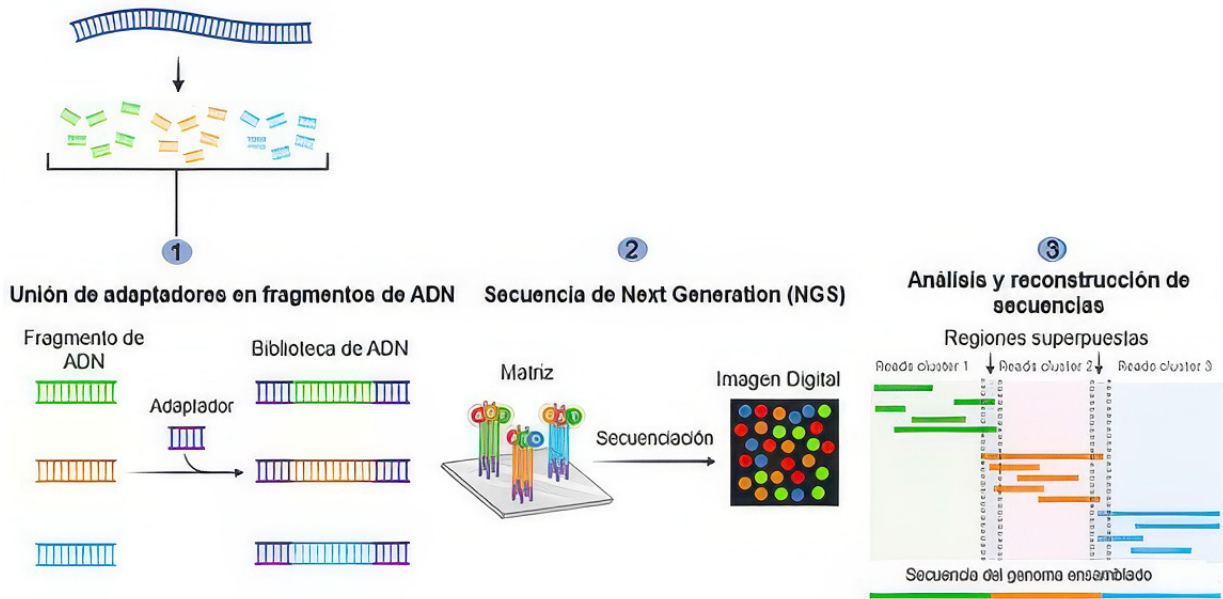 1
Unión de adaptadores en fragmentos de ADN
Fragmento de
ADN
Adaptador
Biblioteca de ADN
2
Secuencia de Next Generation (NGS)
Matriz
Secuenciación
Imagen Digital
3
Análisis y reconstrucción de
secuencias
Regiones superpuestas
Reads cluster 1
Reads cluster 2
Reads cluster 3
Secuencia del genoma ensamblado